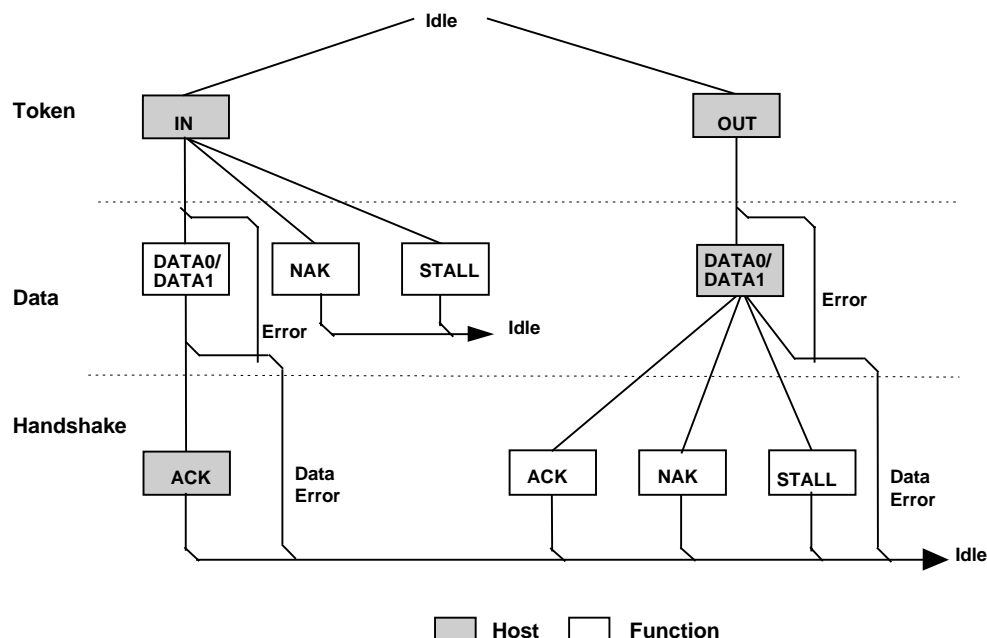 Idle
Token
IN
OUT
DATA0/
DATA1
NAK
STALL
DATA0/
DATA1
Data
Error
Idle
Error
Handshake
ACK
Data
Error
ACK
NAK
STALL
Data
Error
Idle
Host
Function